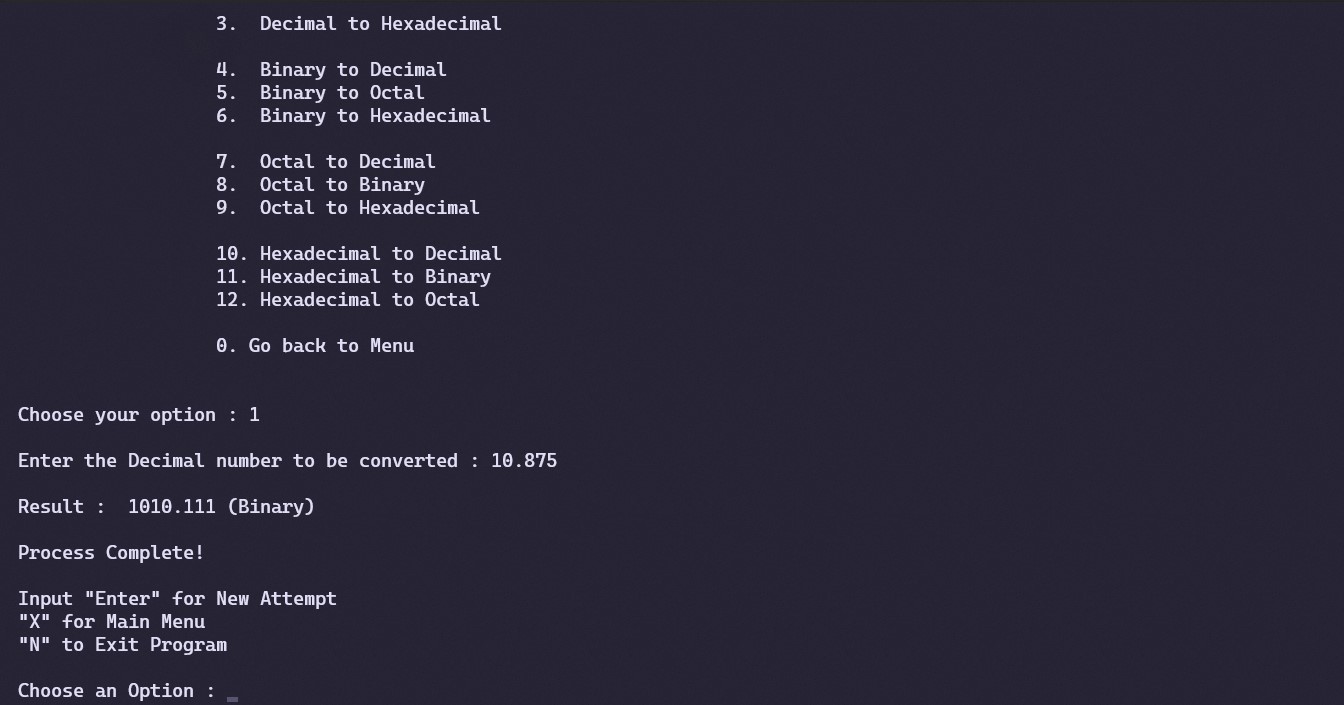 3.  Decimal to Hexadecimal
4.  Binary to Decimal
5.  Binary to Octal
6.  Binary to Hexadecimal
7.  Octal to Decimal
8.  Octal to Binary
9.  Octal to Hexadecimal
10. Hexadecimal to Decimal
11. Hexadecimal to Binary
12. Hexadecimal to Octal
0. Go back to Menu
Choose your option : 1
Enter the Decimal number to be converted : 10.875
Result :  1010.111 (Binary)
Process Complete!
Input "Enter" for New Attempt
"X" for Main Menu
"N" to Exit Program
Choose an Option :